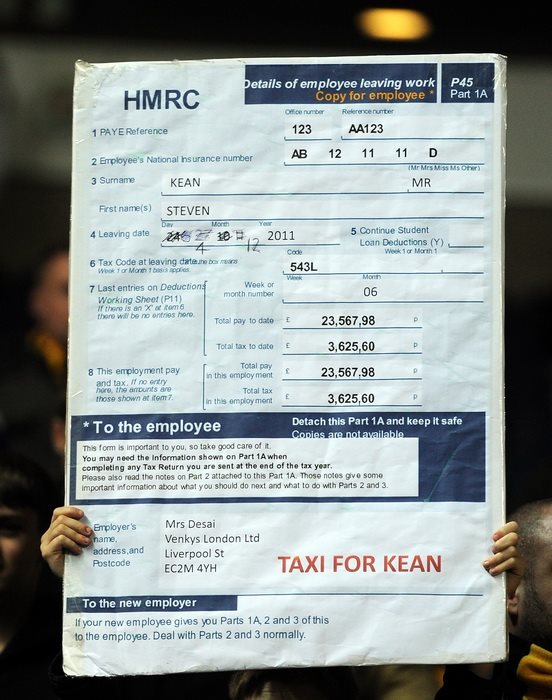 HMRC
Details of employee leaving work
Copy for employee *
P45
Part 1A
Office number
Reference number
1 PAYE Reference
123
AA123
2 Employee's National Insurance number
AB 12 11 11 D
(Mr Mrs Miss Ms Other)
3 Surname
KEAN
MR
First name(s)
STEVEN
Day Month Year
4 Leaving date
4 12 2011
5 Continue Student
Loan Deductions (Y)
Week 1 or Month 1
Code
6 Tax Code at leaving date
box means
Week 1 or Month 1 basis applies
543L
Week Month
7 Last entries on Deductions
Working Sheet (P11)
If there is an 'X' at item 6
there will be no entries here.
Week or
month number
06
Total pay to date £ 23,567,98 p
Total tax to date £ 3,625,60 p
8 This employment pay
and tax. If no entry
here, the amounts are
those shown at item 7.
Total pay
in this employment £ 23,567,98 p
Total tax
in this employment £ 3,625,60 p
* To the employee
Detach this Part 1A and keep it safe
Copies are not available
This form is important to you, so take good care of it.
You may need the Information shown on Part 1A when
completing any Tax Return you are sent at the end of the tax year.
Please also read the notes on Part 2 attached to this Part 1A. Those notes give some
important information about what you should do next and what to do with Parts 2 and 3.
Employer's
name,
address,and
Postcode
Mrs Desai
Venkys London Ltd
Liverpool St
EC2M 4YH
TAXI FOR KEAN
To the new employer
If your new employee gives you Parts 1A, 2 and 3 of this
to the employee. Deal with Parts 2 and 3 normally.